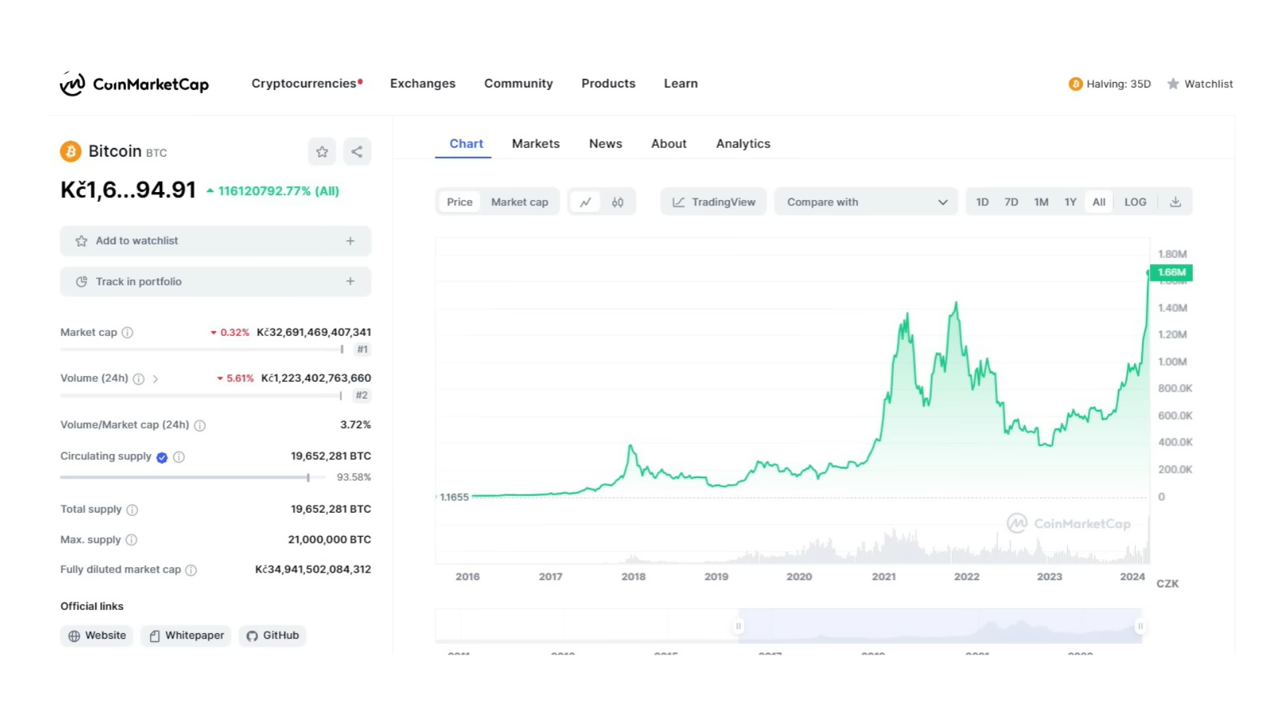 CoinMarketCap Cryptocurrencies Exchanges Community Products Learn Halving: 35D Watchlist
Bitcoin BTC
Kč1,6...94.91 116120792.77% (All)
Add to watchlist
Track in portfolio
Market cap 0.32% Kč32,691,469,407,341
#1
Volume (24h) 5.61% Kč1,223,402,763,660
#2
Volume/Market cap (24h) 3.72%
Circulating supply 19,652,281 BTC
93.58%
Total supply 19,652,281 BTC
Max. supply 21,000,000 BTC
Fully diluted market cap Kč34,941,502,084,312
Official links
Website Whitepaper GitHub
Chart Markets News About Analytics
Price Market cap TradingView Compare with 1D 7D 1M 1Y All LOG
1.80M
1.66M
1.40M
1.20M
1.00M
800.0K
600.0K
400.0K
200.0K
1.1655 0
CoinMarketCap
2016 2017 2018 2019 2020 2021 2022 2023 2024 CZK